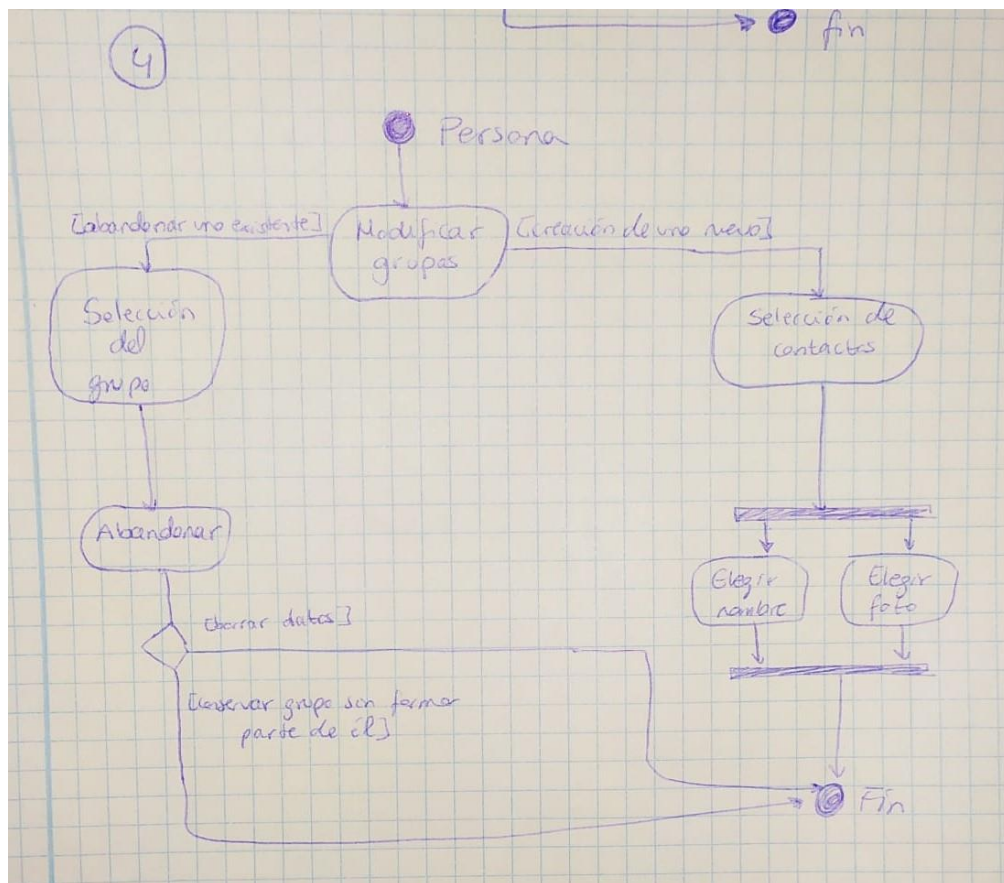 fin
4
Persona
[abandonar uno existente]
Modificar
grupos
[creación de uno nuevo]
Selección
del
grupo
Selección de
contactos
Abandonar
Elegir
nombre
Elegir
foto
[borrar datos]
[conservar grupo sin formar
parte de él]
Fin